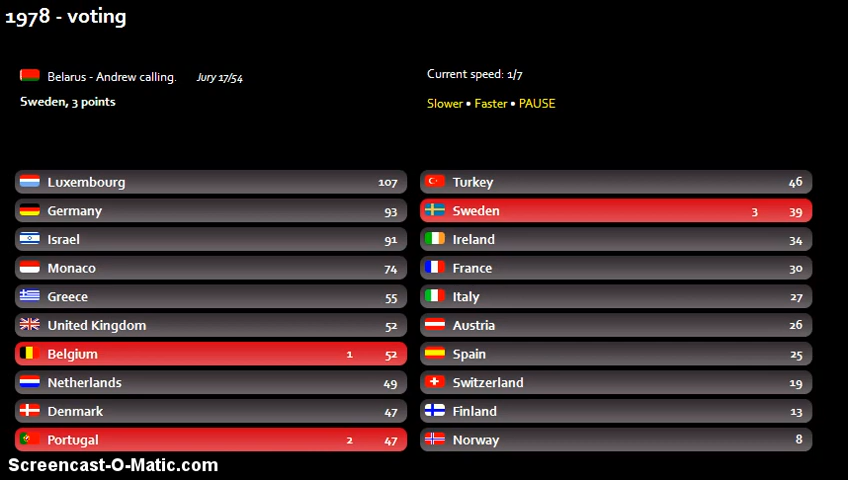 1978 - voting
Belarus - Andrew calling. Jury 17/54
Current speed: 1/7
Sweden, 3 points
Slower • Faster • PAUSE
Luxembourg 107
Germany 93
Israel 91
Monaco 74
Greece 55
United Kingdom 52
Belgium 1 52
Netherlands 49
Denmark 47
Portugal 2 47
Turkey 46
Sweden 3 39
Ireland 34
France 30
Italy 27
Austria 26
Spain 25
Switzerland 19
Finland 13
Norway 8
Screencast-O-Matic.com